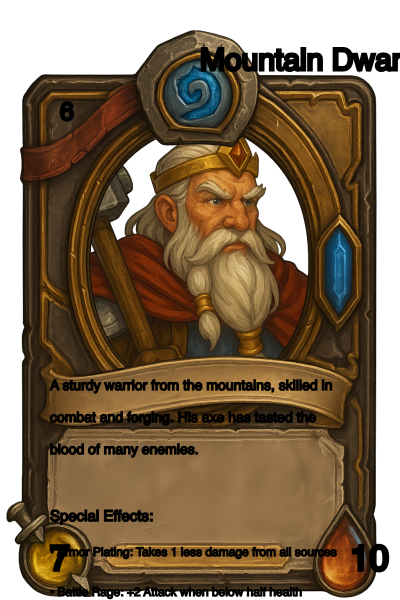 Mountain Dwar
6
A sturdy warrior from the mountains, skilled in
combat and forging. His axe has tasted the
blood of many enemies.
Special Effects:
Armor Plating: Takes 1 less damage from all sources
7
10
• Battle Rage: +2 Attack when below half health